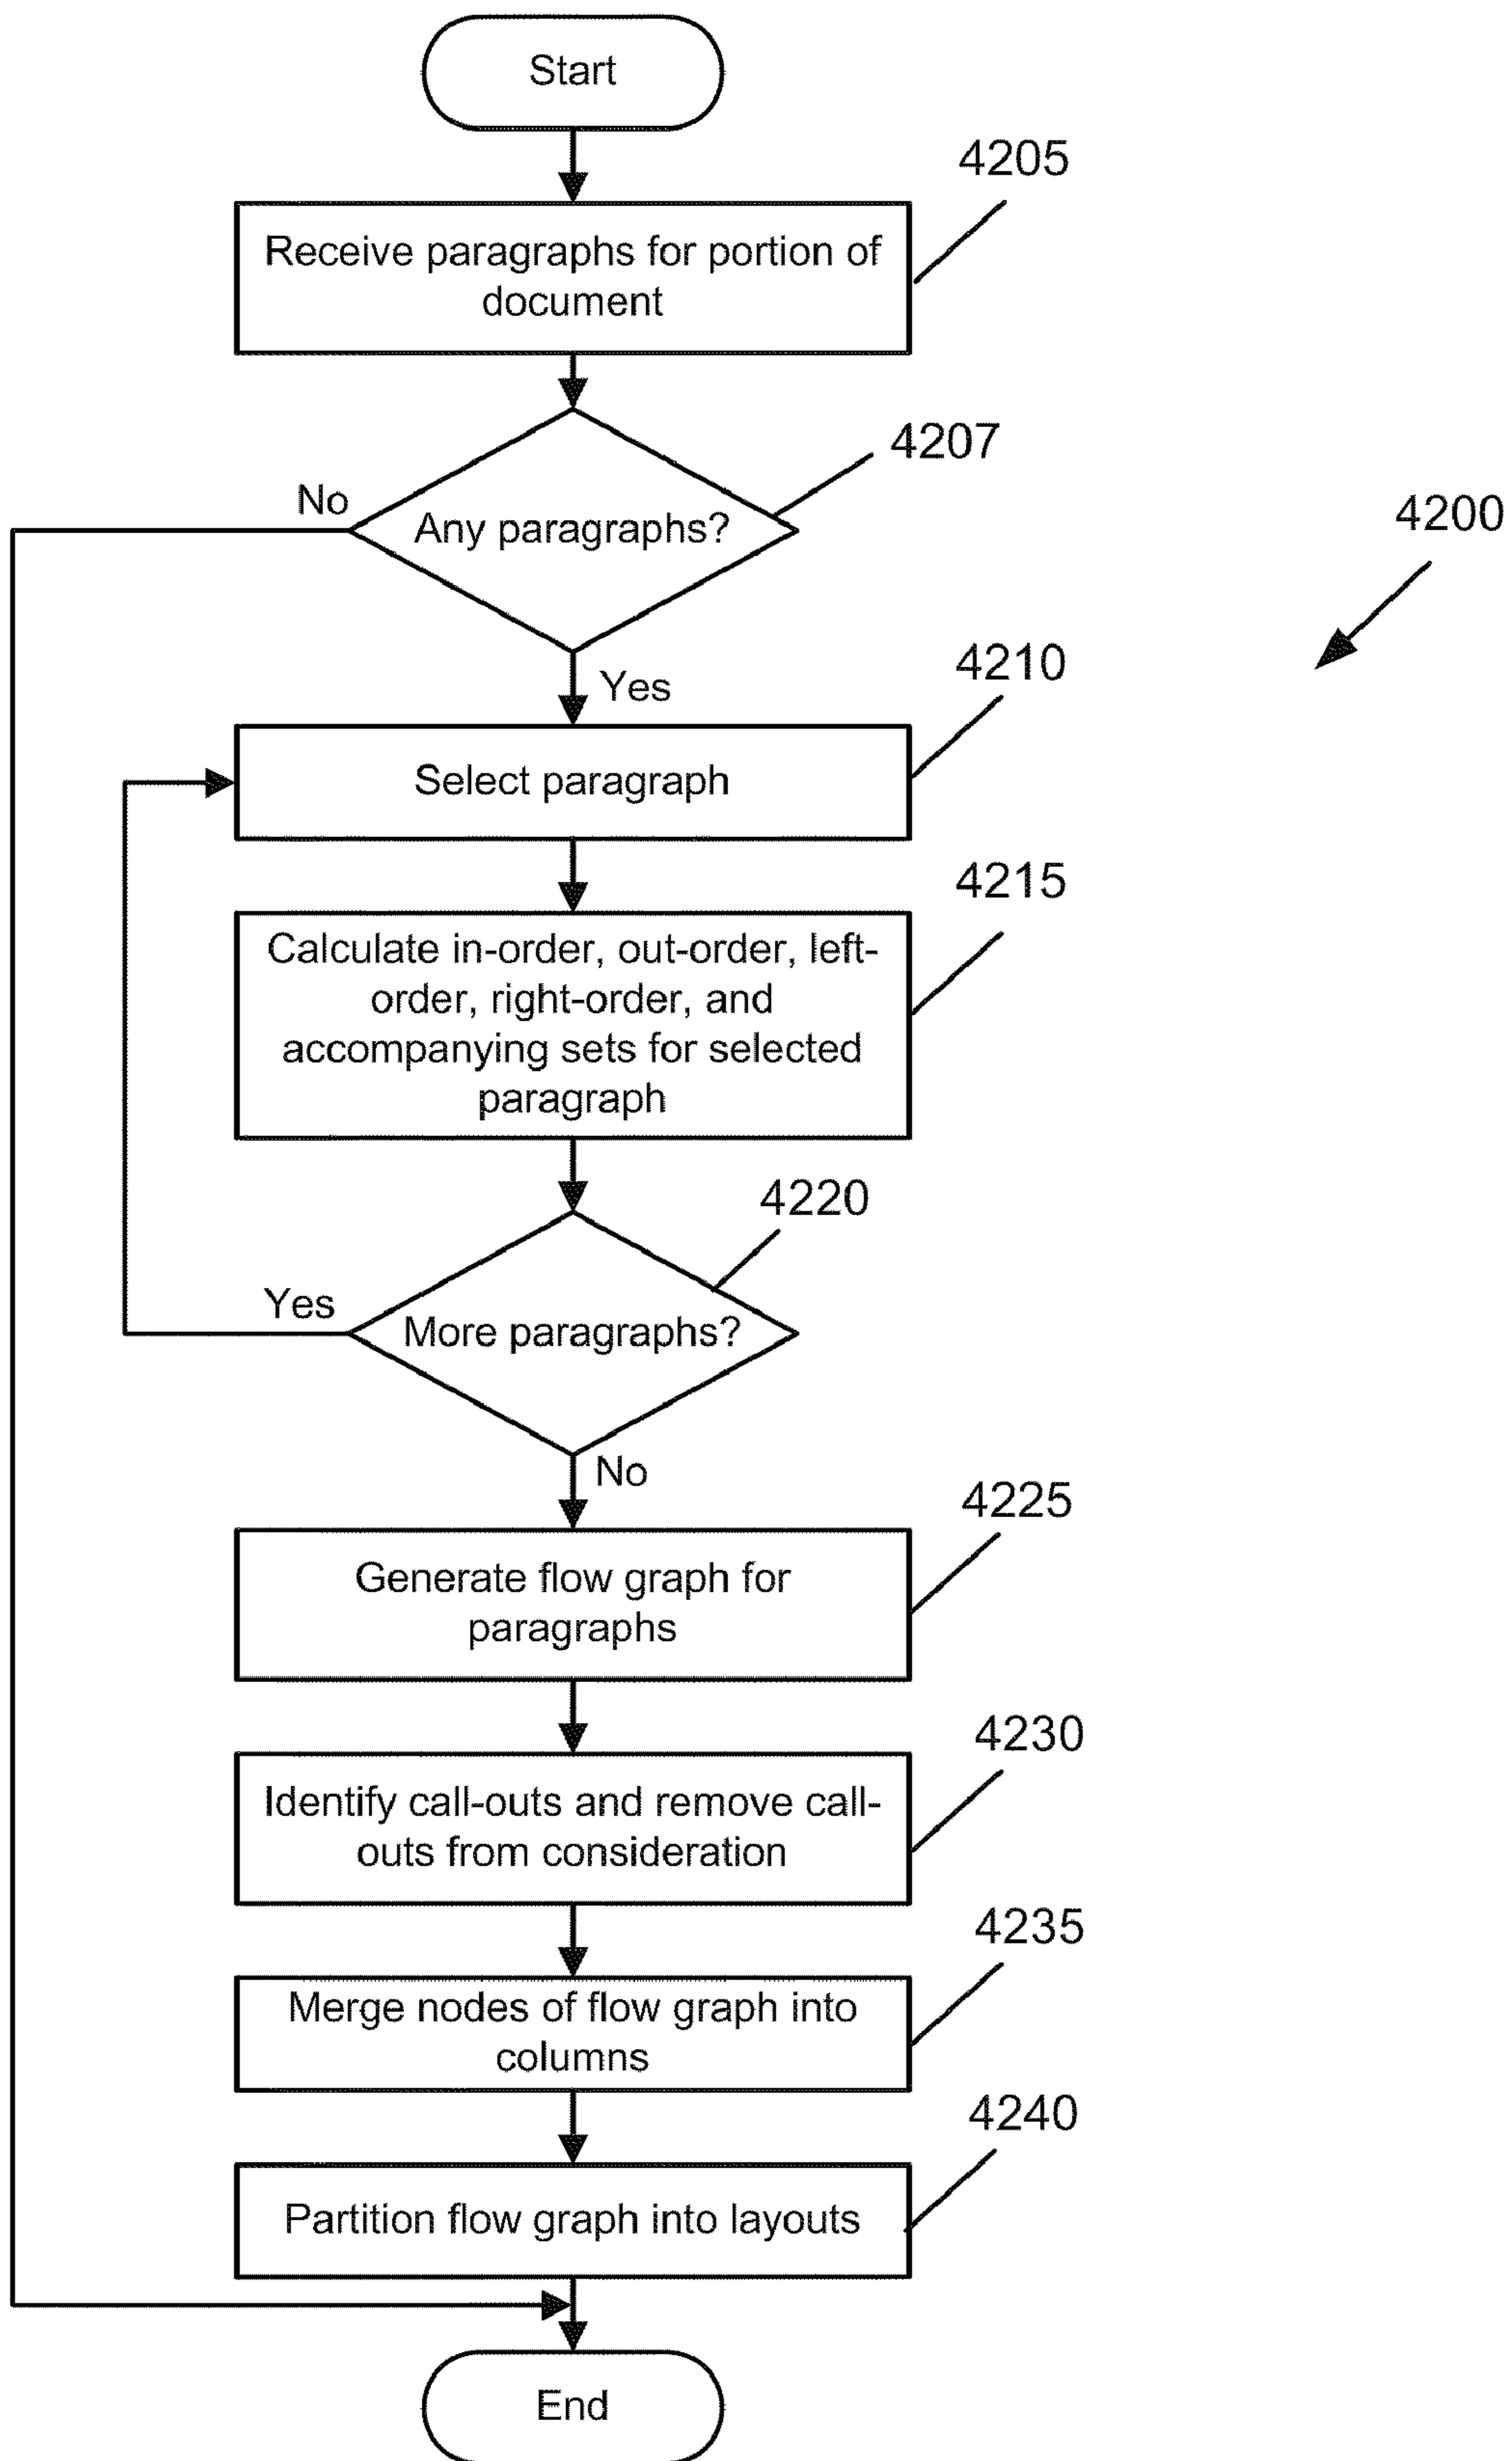 Start
4205
Receive paragraphs for portion of
document
4207
No
Any paragraphs?
4200
Yes
4210
Select paragraph
4215
Calculate in-order, out-order, left-
order, right-order, and
accompanying sets for selected
paragraph
4220
Yes
More paragraphs?
No
4225
Generate flow graph for
paragraphs
4230
Identify call-outs and remove call-
outs from consideration
4235
Merge nodes of flow graph into
columns
4240
Partition flow graph into layouts
End